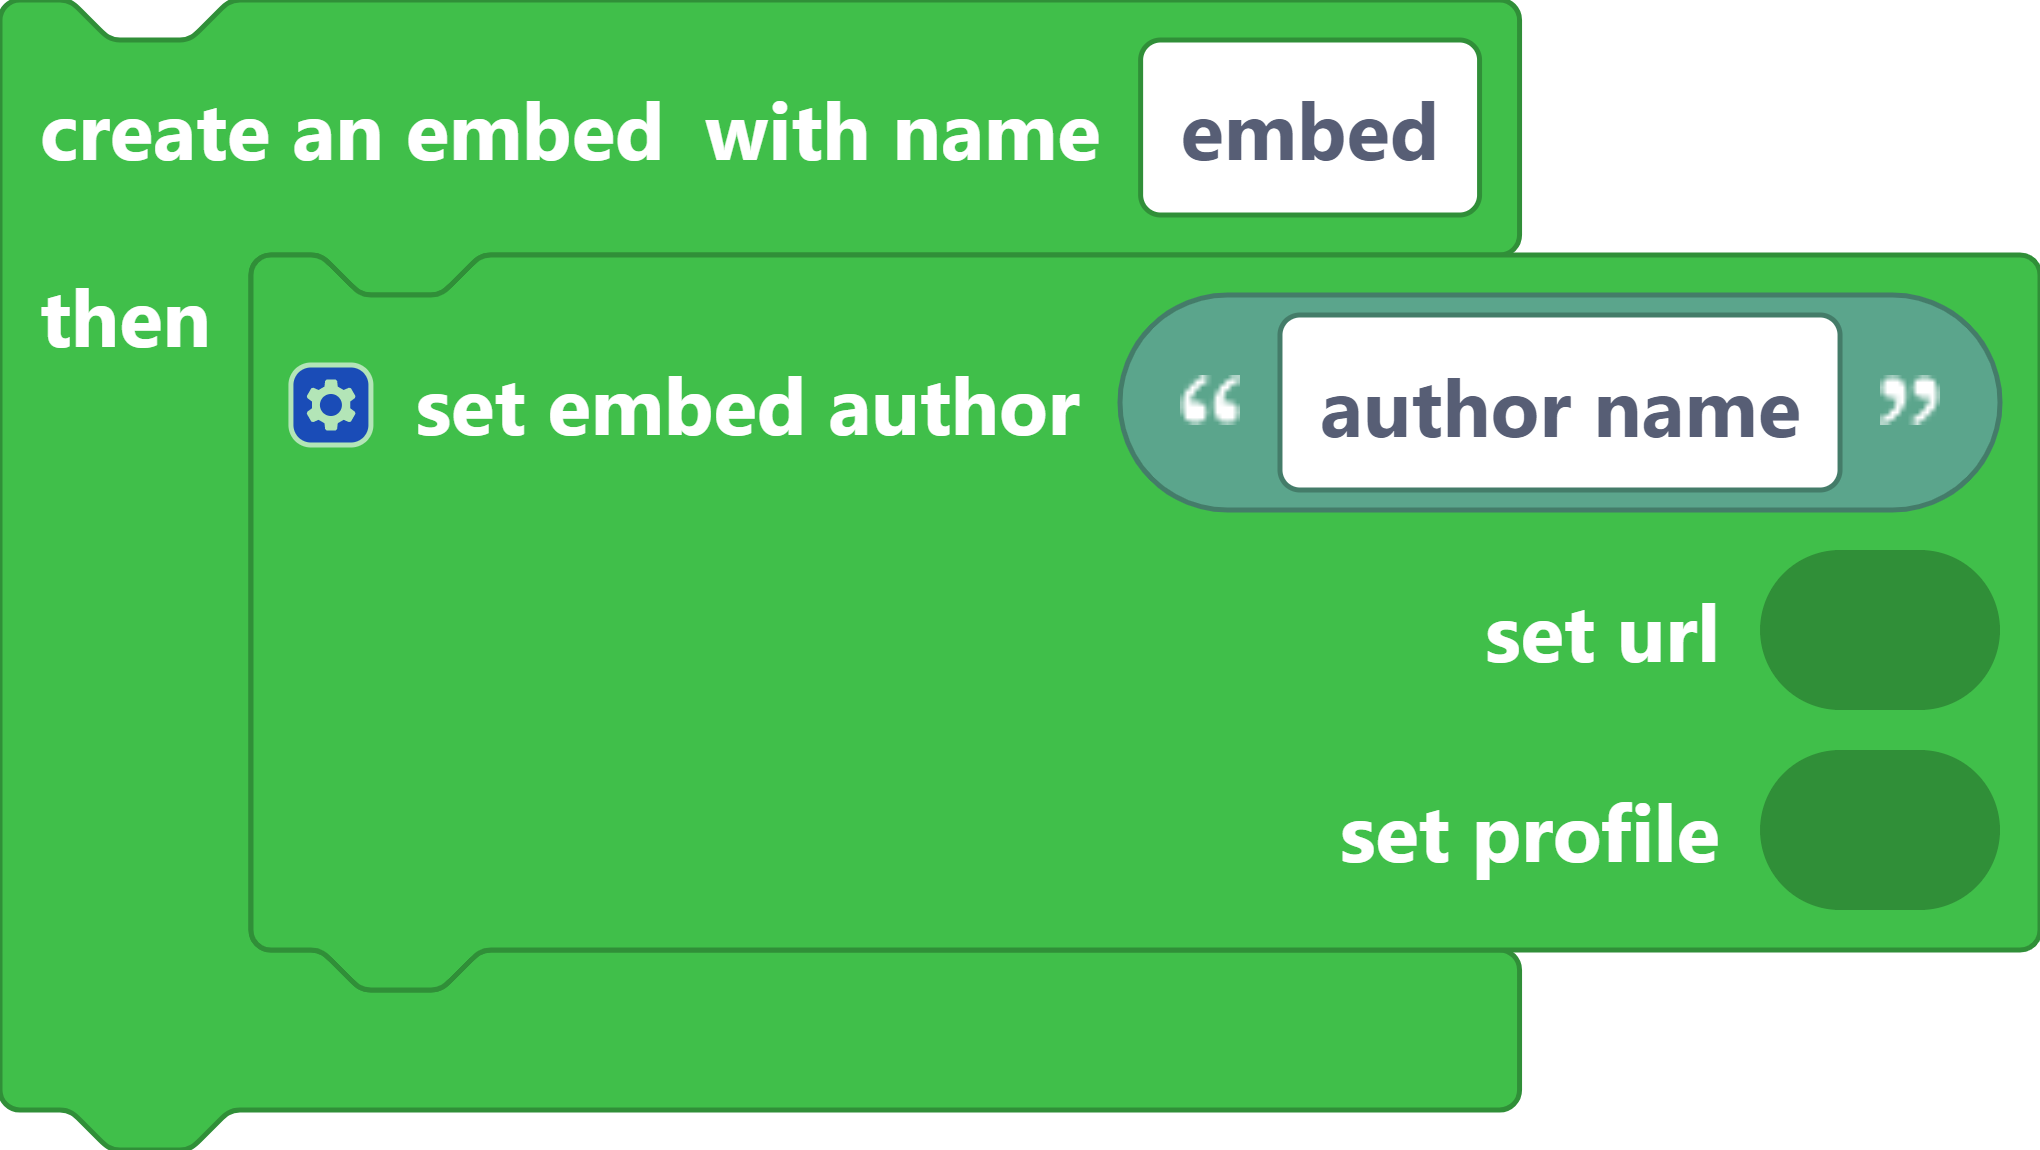 create an embed with name embed
then
set embed author “ author name ”
set url
set profile